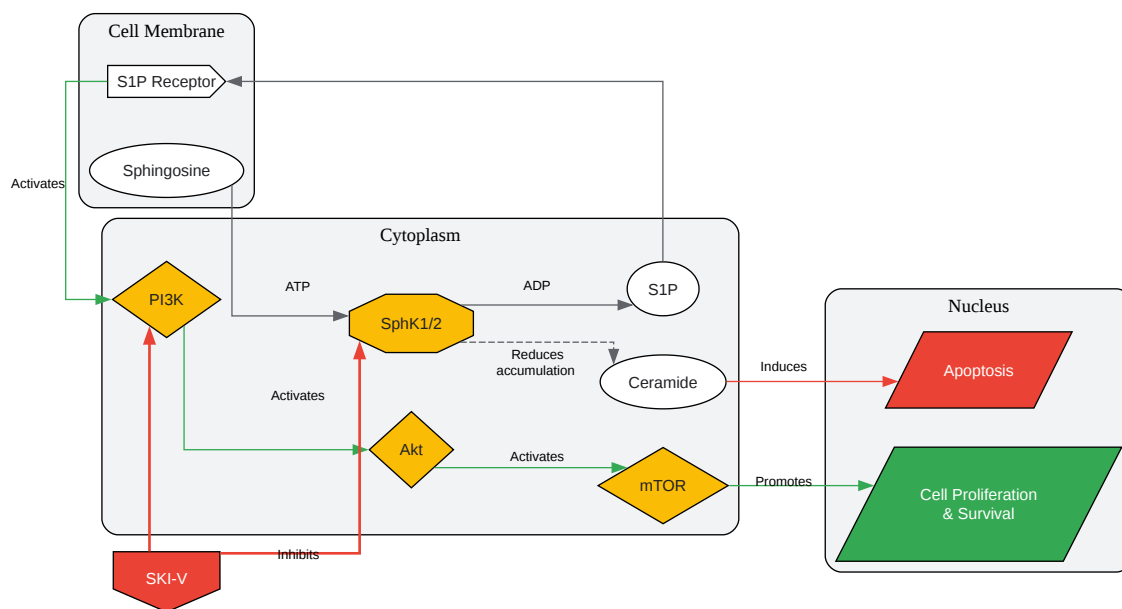 Cell Membrane
S1P Receptor
Sphingosine
Activates
Cytoplasm
PI3K
ATP
SphK1/2
ADP
S1P
Reduces
accumulation
Ceramide
Activates
Akt
Activates
mTOR
Induces
Promotes
Nucleus
Apoptosis
Cell Proliferation
& Survival
Inhibits
SKI-V